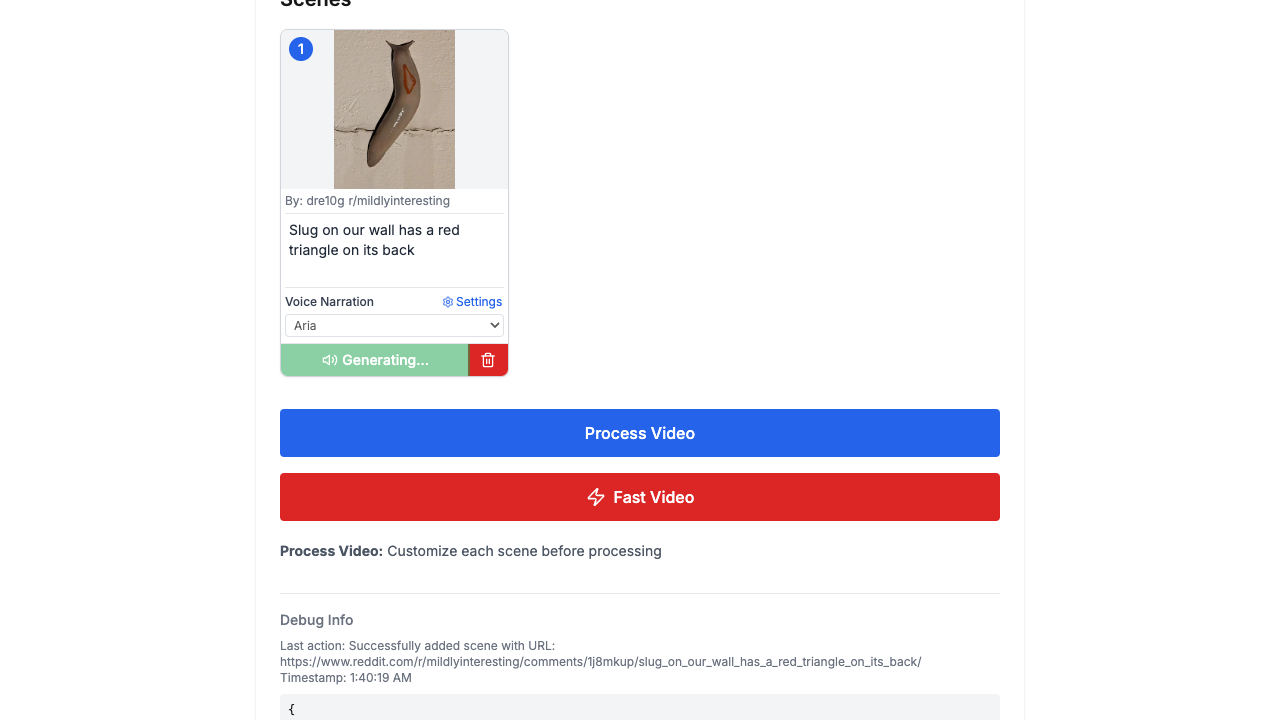 Scenes
1
By: dre10g r/mildlyinteresting
Slug on our wall has a red
triangle on its back
Voice Narration
Settings
Aria
Generating...
Process Video
Fast Video
Process Video: Customize each scene before processing
Debug Info
Last action: Successfully added scene with URL:
https://www.reddit.com/r/mildlyinteresting/comments/1j8mkup/slug_on_our_wall_has_a_red_triangle_on_its_back/
Timestamp: 1:40:19 AM
{